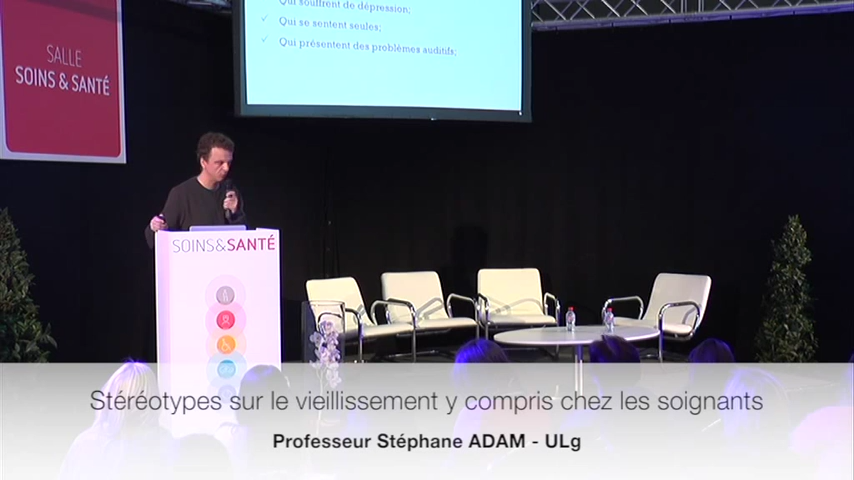 Qui souffrent de dépression;
✓ Qui se sentent seules;
✓ Qui présentent des problèmes auditifs;
SALLE
SOINS & SANTÉ
SOINS&SANTÉ
Stéréotypes sur le vieillissement y compris chez les soignants
Professeur Stéphane ADAM - ULg